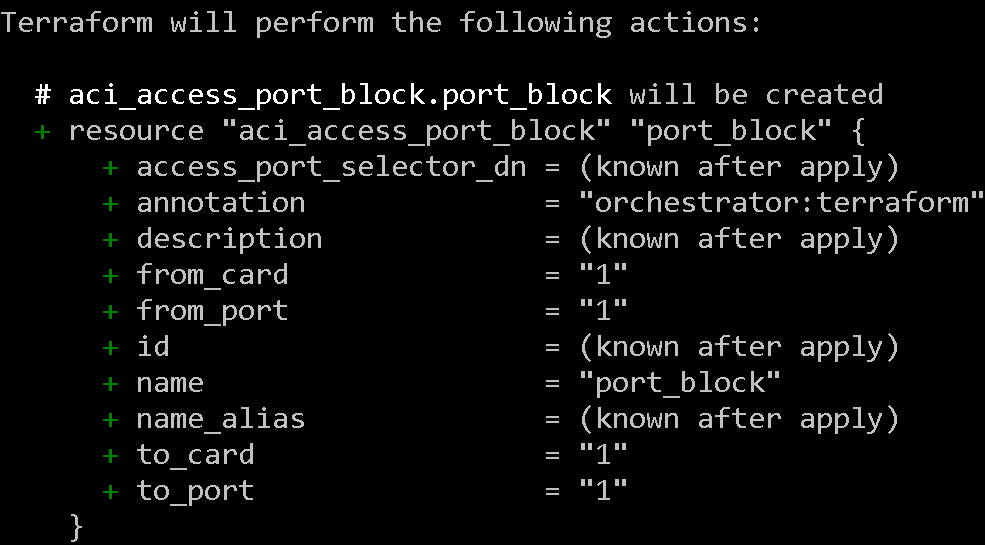 Terraform will perform the following actions:
# aci_access_port_block.port_block will be created
+ resource "aci_access_port_block" "port_block" {
+ access_port_selector_dn = (known after apply)
+ annotation = "orchestrator:terraform"
+ description = (known after apply)
+ from_card = "1"
+ from_port = "1"
+ id = (known after apply)
+ name = "port_block"
+ name_alias = (known after apply)
+ to_card = "1"
+ to_port = "1"
}